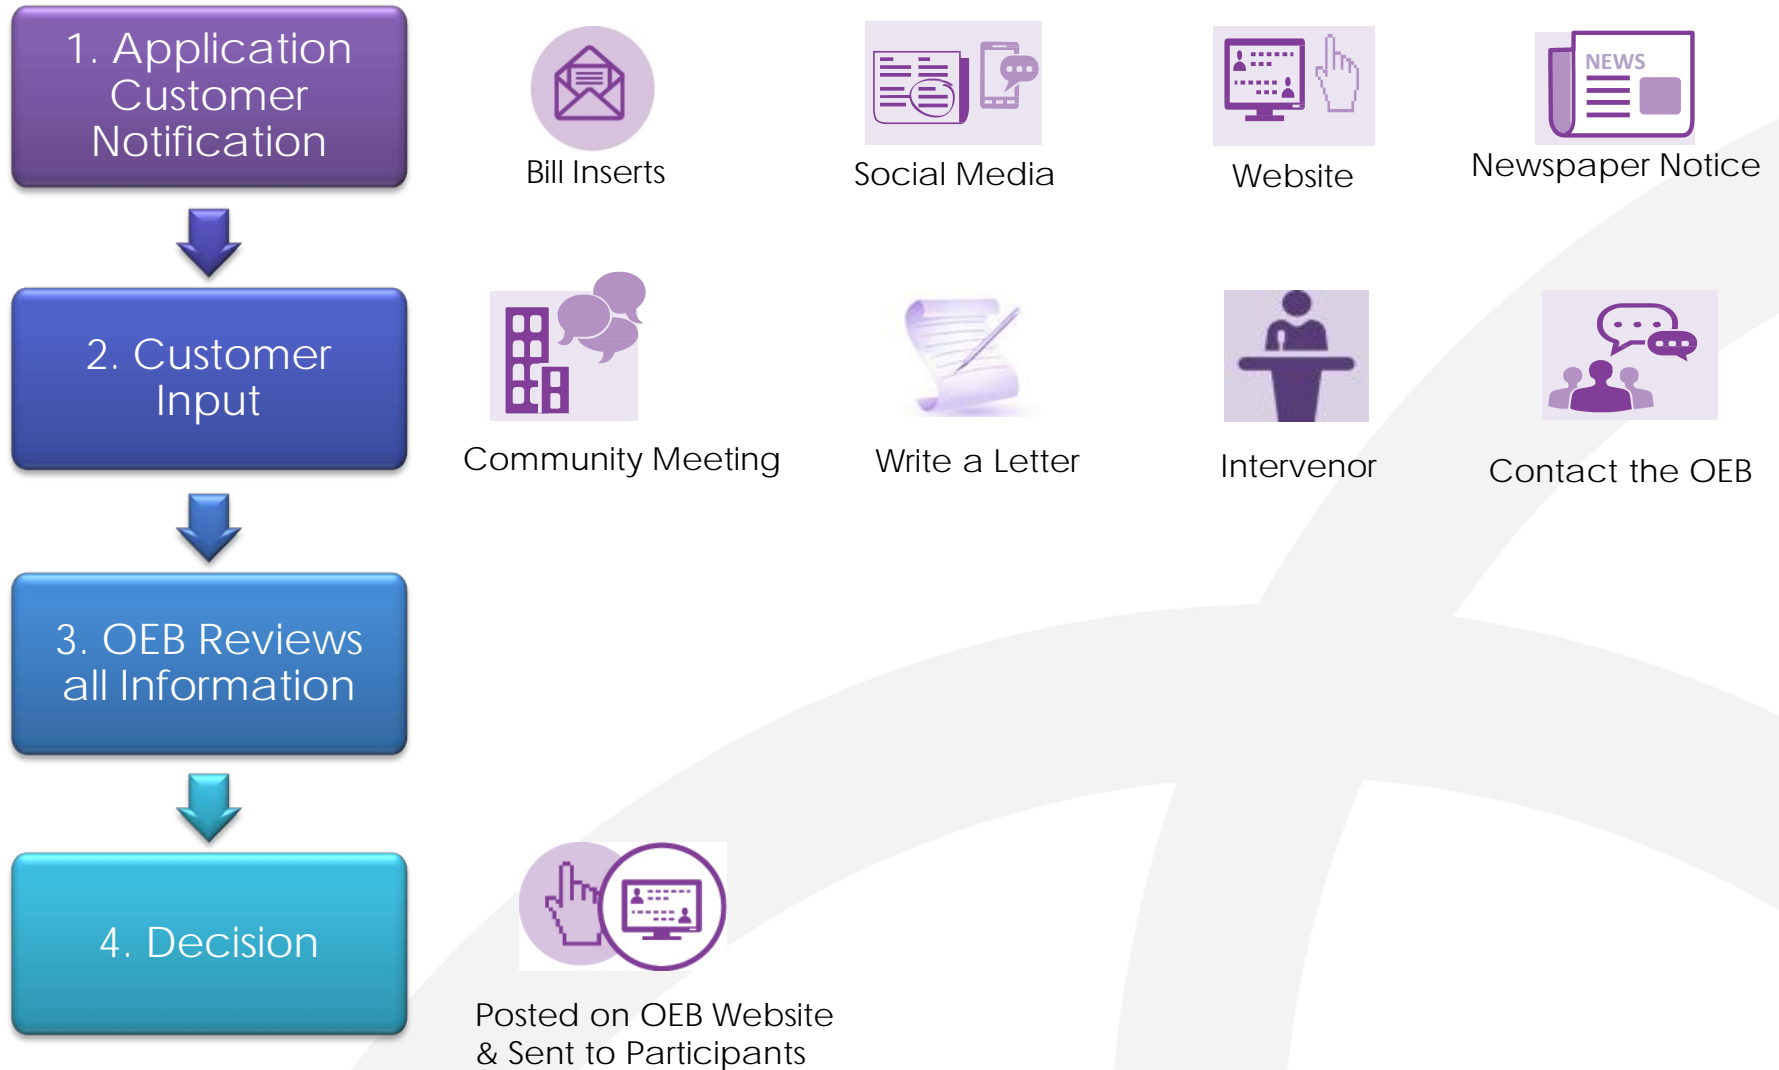 1. Application
Customer
Notification
Bill Inserts
Social Media
Website
NEWS
Newspaper Notice
2. Customer
Input
Community Meeting
Write a Letter
Intervenor
Contact the OEB
3. OEB Reviews
all Information
4. Decision
Posted on OEB Website
& Sent to Participants